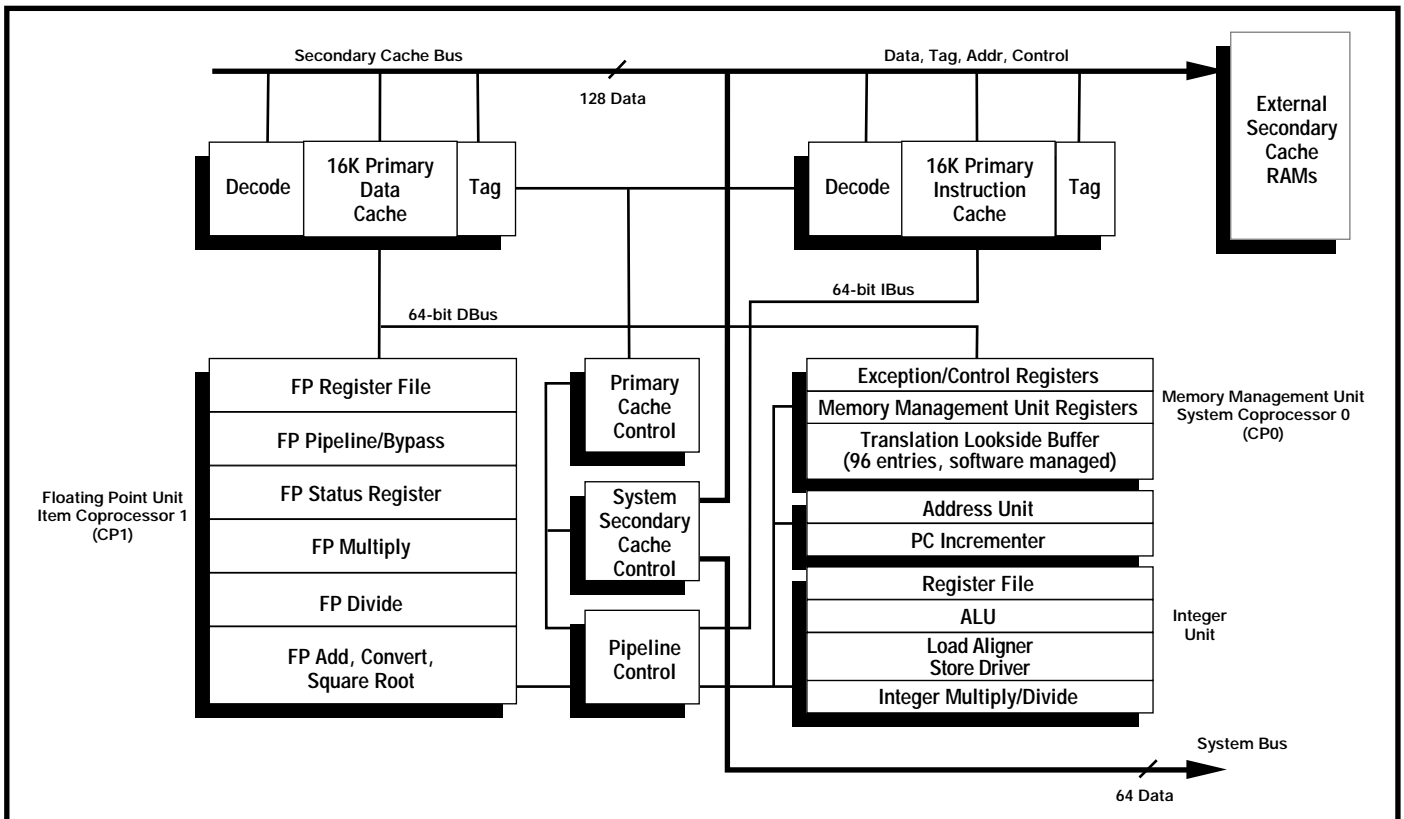 Secondary Cache Bus
Data, Tag, Addr, Control
128 Data
External
Secondary
Cache
RAMs
Decode
16K Primary
Data
Cache
Tag
Decode
16K Primary
Instruction
Cache
Tag
64-bit IBus
64-bit DBus
FP Register File
FP Pipeline/Bypass
FP Status Register
FP Multiply
FP Divide
FP Add, Convert,
Square Root
Floating Point Unit
Item Coprocessor 1
(CP1)
Primary
Cache
Control
System
Secondary
Cache
Control
Pipeline
Control
Exception/Control Registers
Memory Management Unit Registers
Translation Lookside Buffer
(96 entries, software managed)
Memory Management Unit
System Coprocessor 0
(CP0)
Address Unit
PC Incrementer
Register File
ALU
Load Aligner
Store Driver
Integer Multiply/Divide
Integer
Unit
System Bus
64 Data